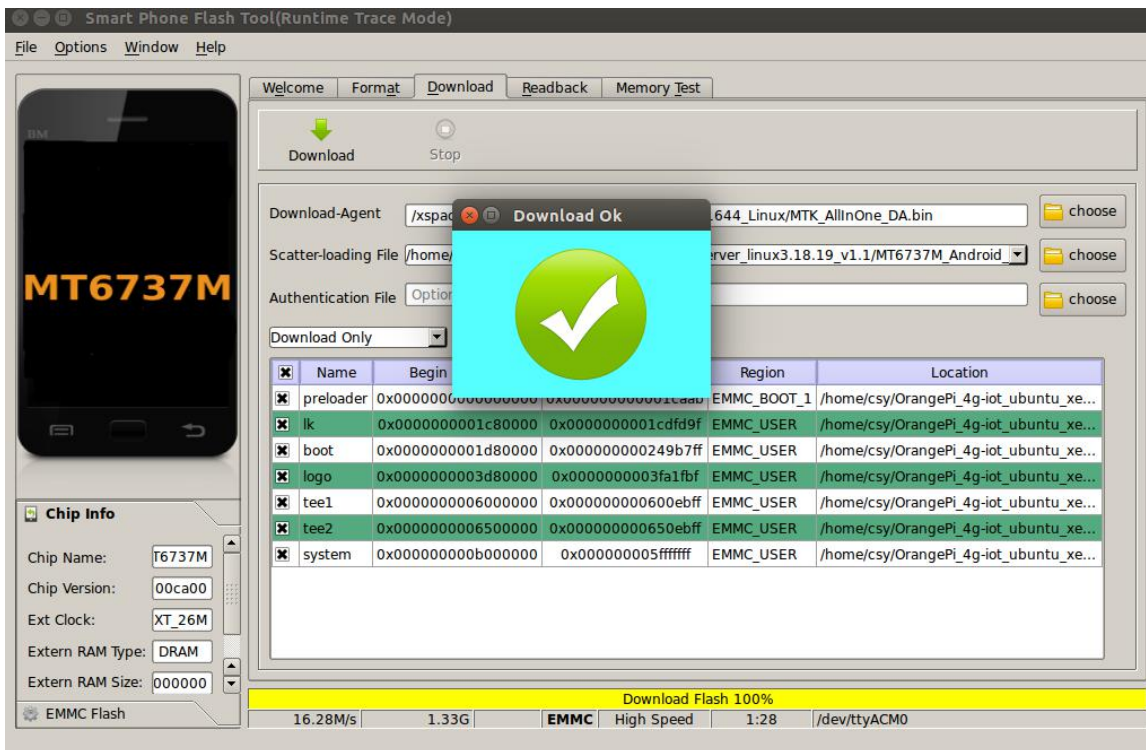 Smart Phone Flash Tool(Runtime Trace Mode)
File Options Window Help
Welcome Format Download Readback Memory Test
BM
MT6737M
Download Stop
Download-Agent /xspac 1644_Linux/MTK_AllInOne_DA.bin choose
Download Ok
Scatter-loading File /home/ rver_linux3.18.19_v1.1/MT6737M_Android_ choose
Authentication File Option choose
Download Only
Name Begin Region Location
preloader 0x0000000000000000 0x000000000001caab EMMC_BOOT_1 /home/csy/OrangePi_4g-iot_ubuntu_xe...
lk 0x0000000001c80000 0x0000000001cdfd9f EMMC_USER /home/csy/OrangePi_4g-iot_ubuntu_xe...
boot 0x0000000001d80000 0x000000000249b7ff EMMC_USER /home/csy/OrangePi_4g-iot_ubuntu_xe...
logo 0x0000000003d80000 0x0000000003fa1fbf EMMC_USER /home/csy/OrangePi_4g-iot_ubuntu_xe...
tee1 0x0000000006000000 0x000000000600ebff EMMC_USER /home/csy/OrangePi_4g-iot_ubuntu_xe...
tee2 0x0000000006500000 0x000000000650ebff EMMC_USER /home/csy/OrangePi_4g-iot_ubuntu_xe...
system 0x000000000b000000 0x000000005fffffff EMMC_USER /home/csy/OrangePi_4g-iot_ubuntu_xe...
Chip Info
Chip Name: T6737M
Chip Version: 00ca00
Ext Clock: XT_26M
Extern RAM Type: DRAM
Extern RAM Size: 000000
EMMC Flash
Download Flash 100%
16.28M/s 1.33G EMMC High Speed 1:28 /dev/ttyACM0